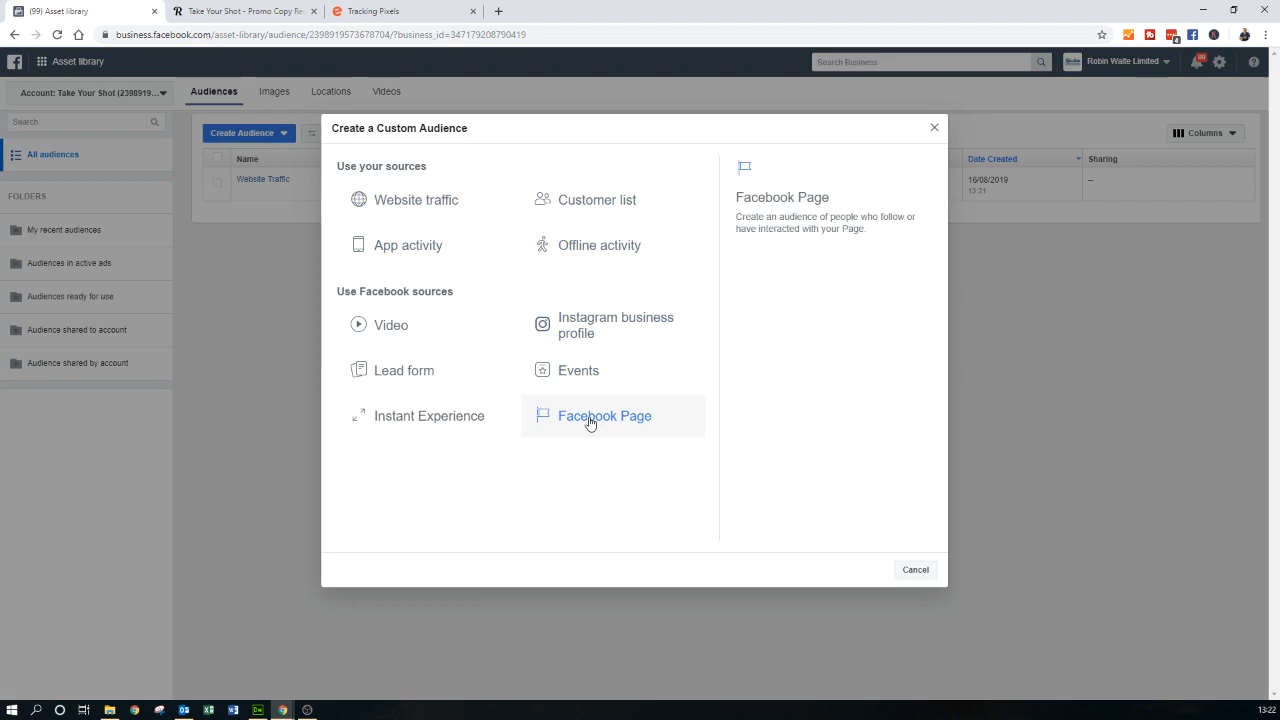 (99) Asset library
Take Your Shot - Promo Copy Re
Tracking Pixels
business.facebook.com/asset-library/audience/2398919573678704/?business_id=347179208790419
Asset library
Search Business
Robin Waite Limited
Account: Take Your Shot (2398919...
Audiences
Images
Locations
Videos
Search
All audiences
FOLDERS
My recent audiences
Audiences in active ads
Audiences ready for use
Audience shared to account
Audience shared by account
Create Audience
Columns
Name
Date Created
Sharing
Website Traffic
16/08/2019
13:21
--
Create a Custom Audience
Use your sources
Website traffic
Customer list
App activity
Offline activity
Use Facebook sources
Video
Instagram business
profile
Lead form
Events
Instant Experience
Facebook Page
Facebook Page
Create an audience of people who follow or
have interacted with your Page.
Cancel
13:22